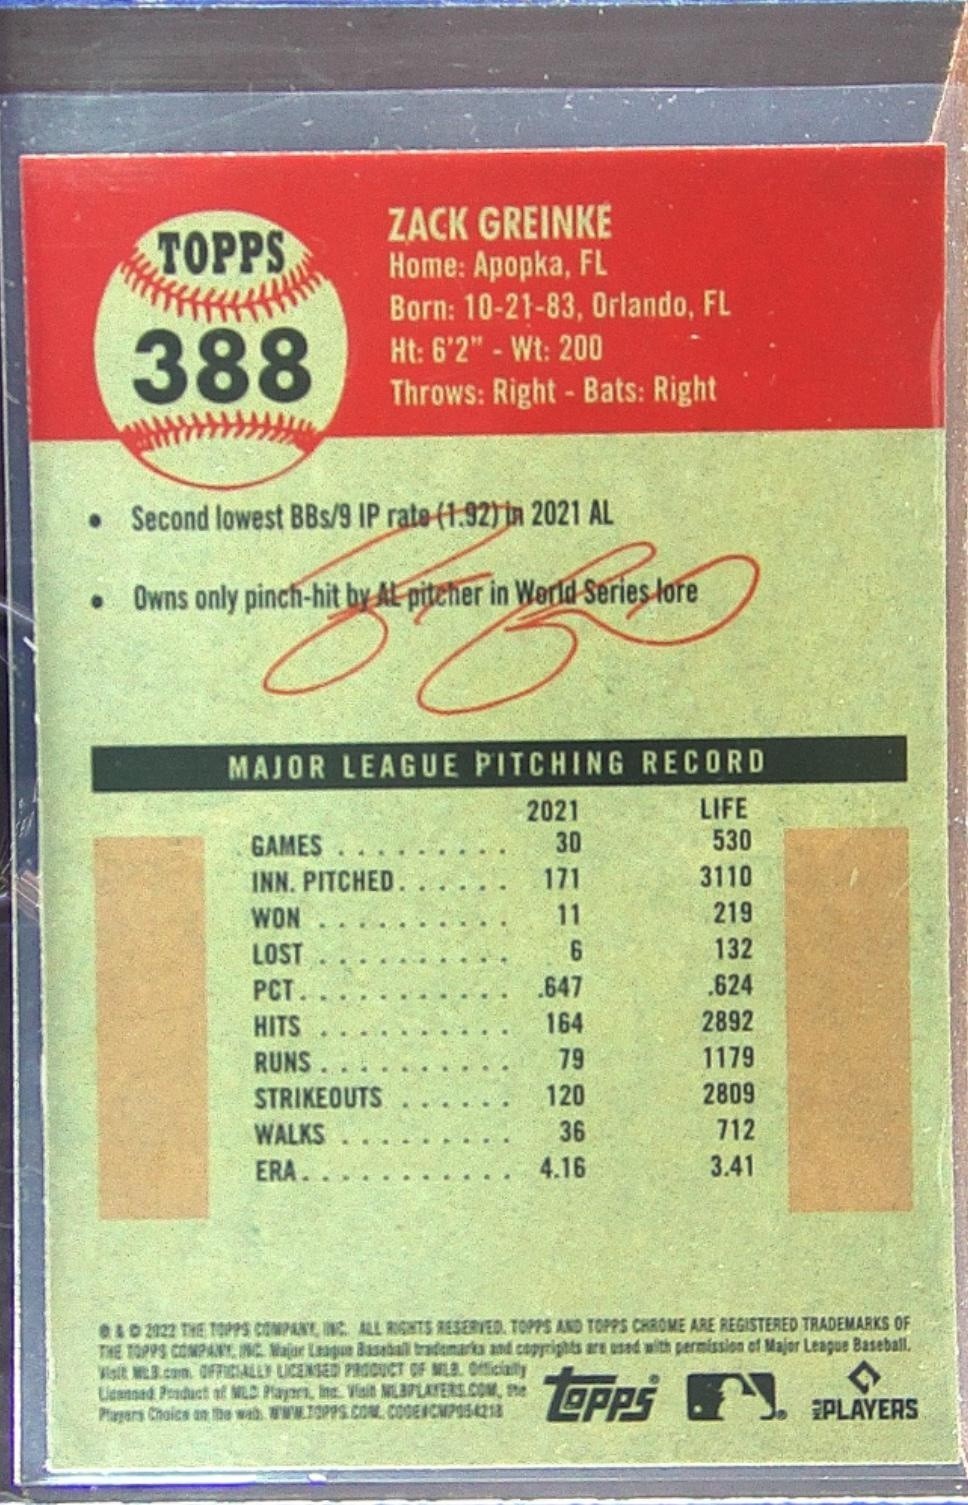 TOPPS
388
ZACK GREINKE
Home: Apopka, FL
Born: 10-21-83, Orlando, FL
Ht: 6'2" - Wt: 200
Throws: Right - Bats: Right
• Second lowest BBs/9 IP rate (1.92) in 2021 AL
• Owns only pinch-hit by AL pitcher in World Series lore
MAJOR LEAGUE PITCHING RECORD
2021 LIFE
GAMES . . . . . . . . . 30 530
INN. PITCHED. . . . . . 171 3110
WON . . . . . . . . . . 11 219
LOST . . . . . . . . . . 6 132
PCT. . . . . . . . . . . .647 .624
HITS . . . . . . . . . . 164 2892
RUNS . . . . . . . . . . 79 1179
STRIKEOUTS . . . . . . 120 2809
WALKS . . . . . . . . . 36 712
ERA. . . . . . . . . . . 4.16 3.41
® & © 2022 THE TOPPS COMPANY, INC. ALL RIGHTS RESERVED. TOPPS AND TOPPS CHROME ARE REGISTERED TRADEMARKS OF
THE TOPPS COMPANY, INC. Major League Baseball trademarks and copyrights are used with permission of Major League Baseball.
Visit MLB.com. OFFICIALLY LICENSED PRODUCT OF MLB. Officially
Licensed Product of MLB Players, Inc. Visit MLBPLAYERS.COM, the
Players Choice on the web. WWW.TOPPS.COM. CODE#CMP054218
Topps®
MLB PLAYERS